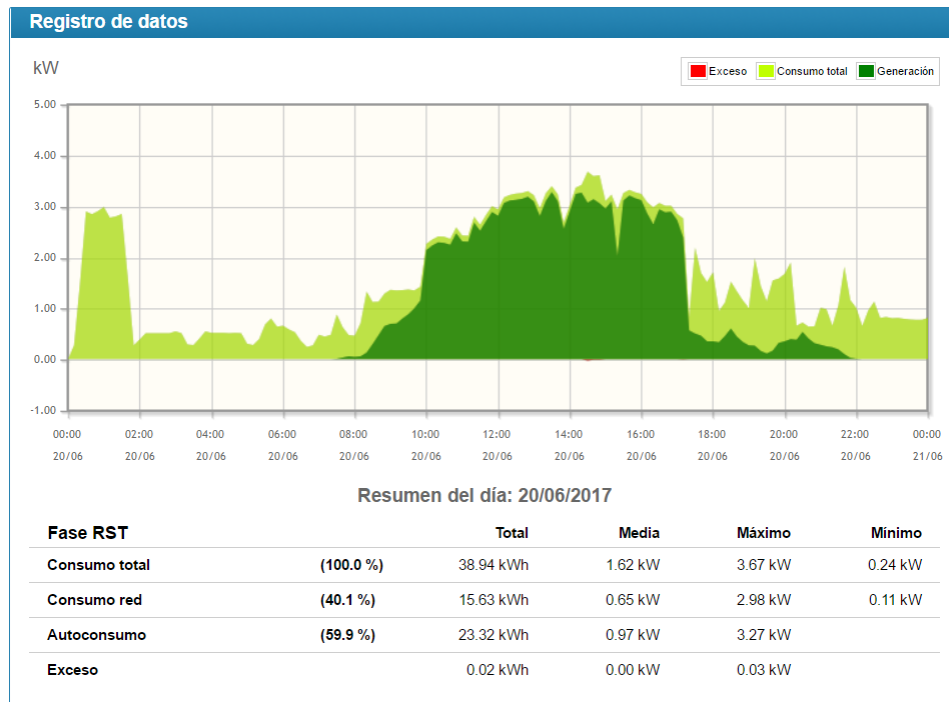 Registro de datos
kW
Exceso Consumo total Generación
5.00
4.00
3.00
2.00
1.00
0.00
-1.00
00:00 02:00 04:00 06:00 08:00 10:00 12:00 14:00 16:00 18:00 20:00 22:00 00:00
20/06 20/06 20/06 20/06 20/06 20/06 20/06 20/06 20/06 20/06 20/06 20/06 21/06
Resumen del día: 20/06/2017
Fase RST Total Media Máximo Mínimo
Consumo total (100.0 %) 38.94 kWh 1.62 kW 3.67 kW 0.24 kW
Consumo red (40.1 %) 15.63 kWh 0.65 kW 2.98 kW 0.11 kW
Autoconsumo (59.9 %) 23.32 kWh 0.97 kW 3.27 kW
Exceso 0.02 kWh 0.00 kW 0.03 kW